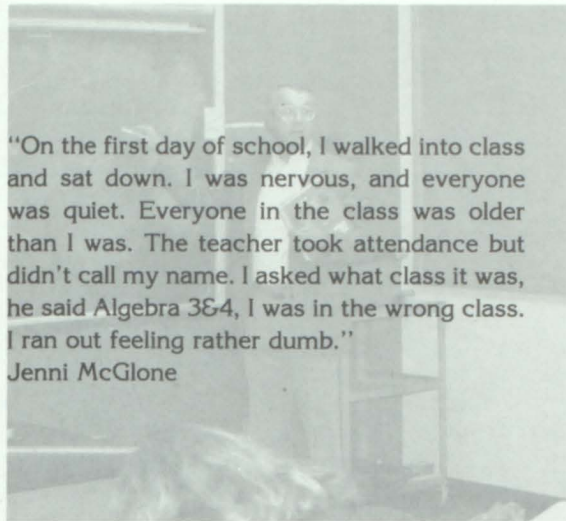 "On the first day of school, I walked into class
and sat down. I was nervous, and everyone
was quiet. Everyone in the class was older
than I was. The teacher took attendance but
didn't call my name. I asked what class it was,
he said Algebra 3&4, I was in the wrong class.
I ran out feeling rather dumb."
Jenni McGlone